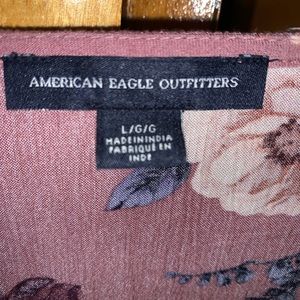 AMERICAN EAGLE OUTFITTERS
L/G/G
MADE IN INDIA
FABRIQUÉ EN
INDE